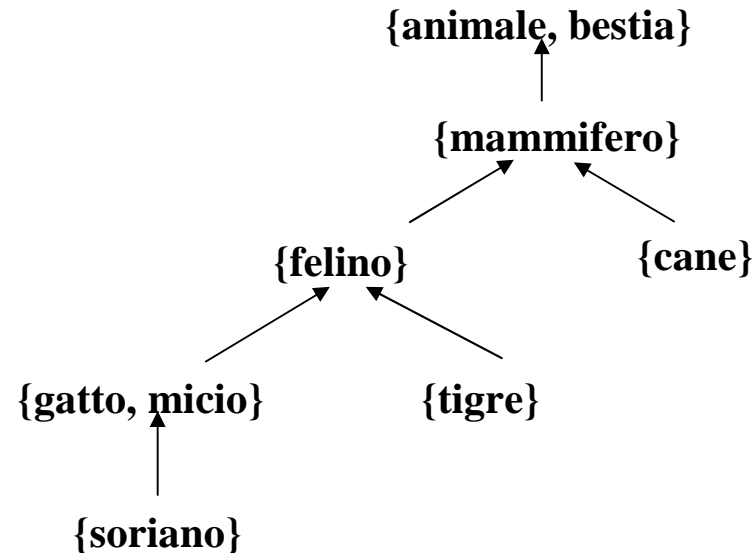 {animale, bestia}
{mammifero}
{felino}
{cane}
{gatto, micio}
{tigre}
{soriano}